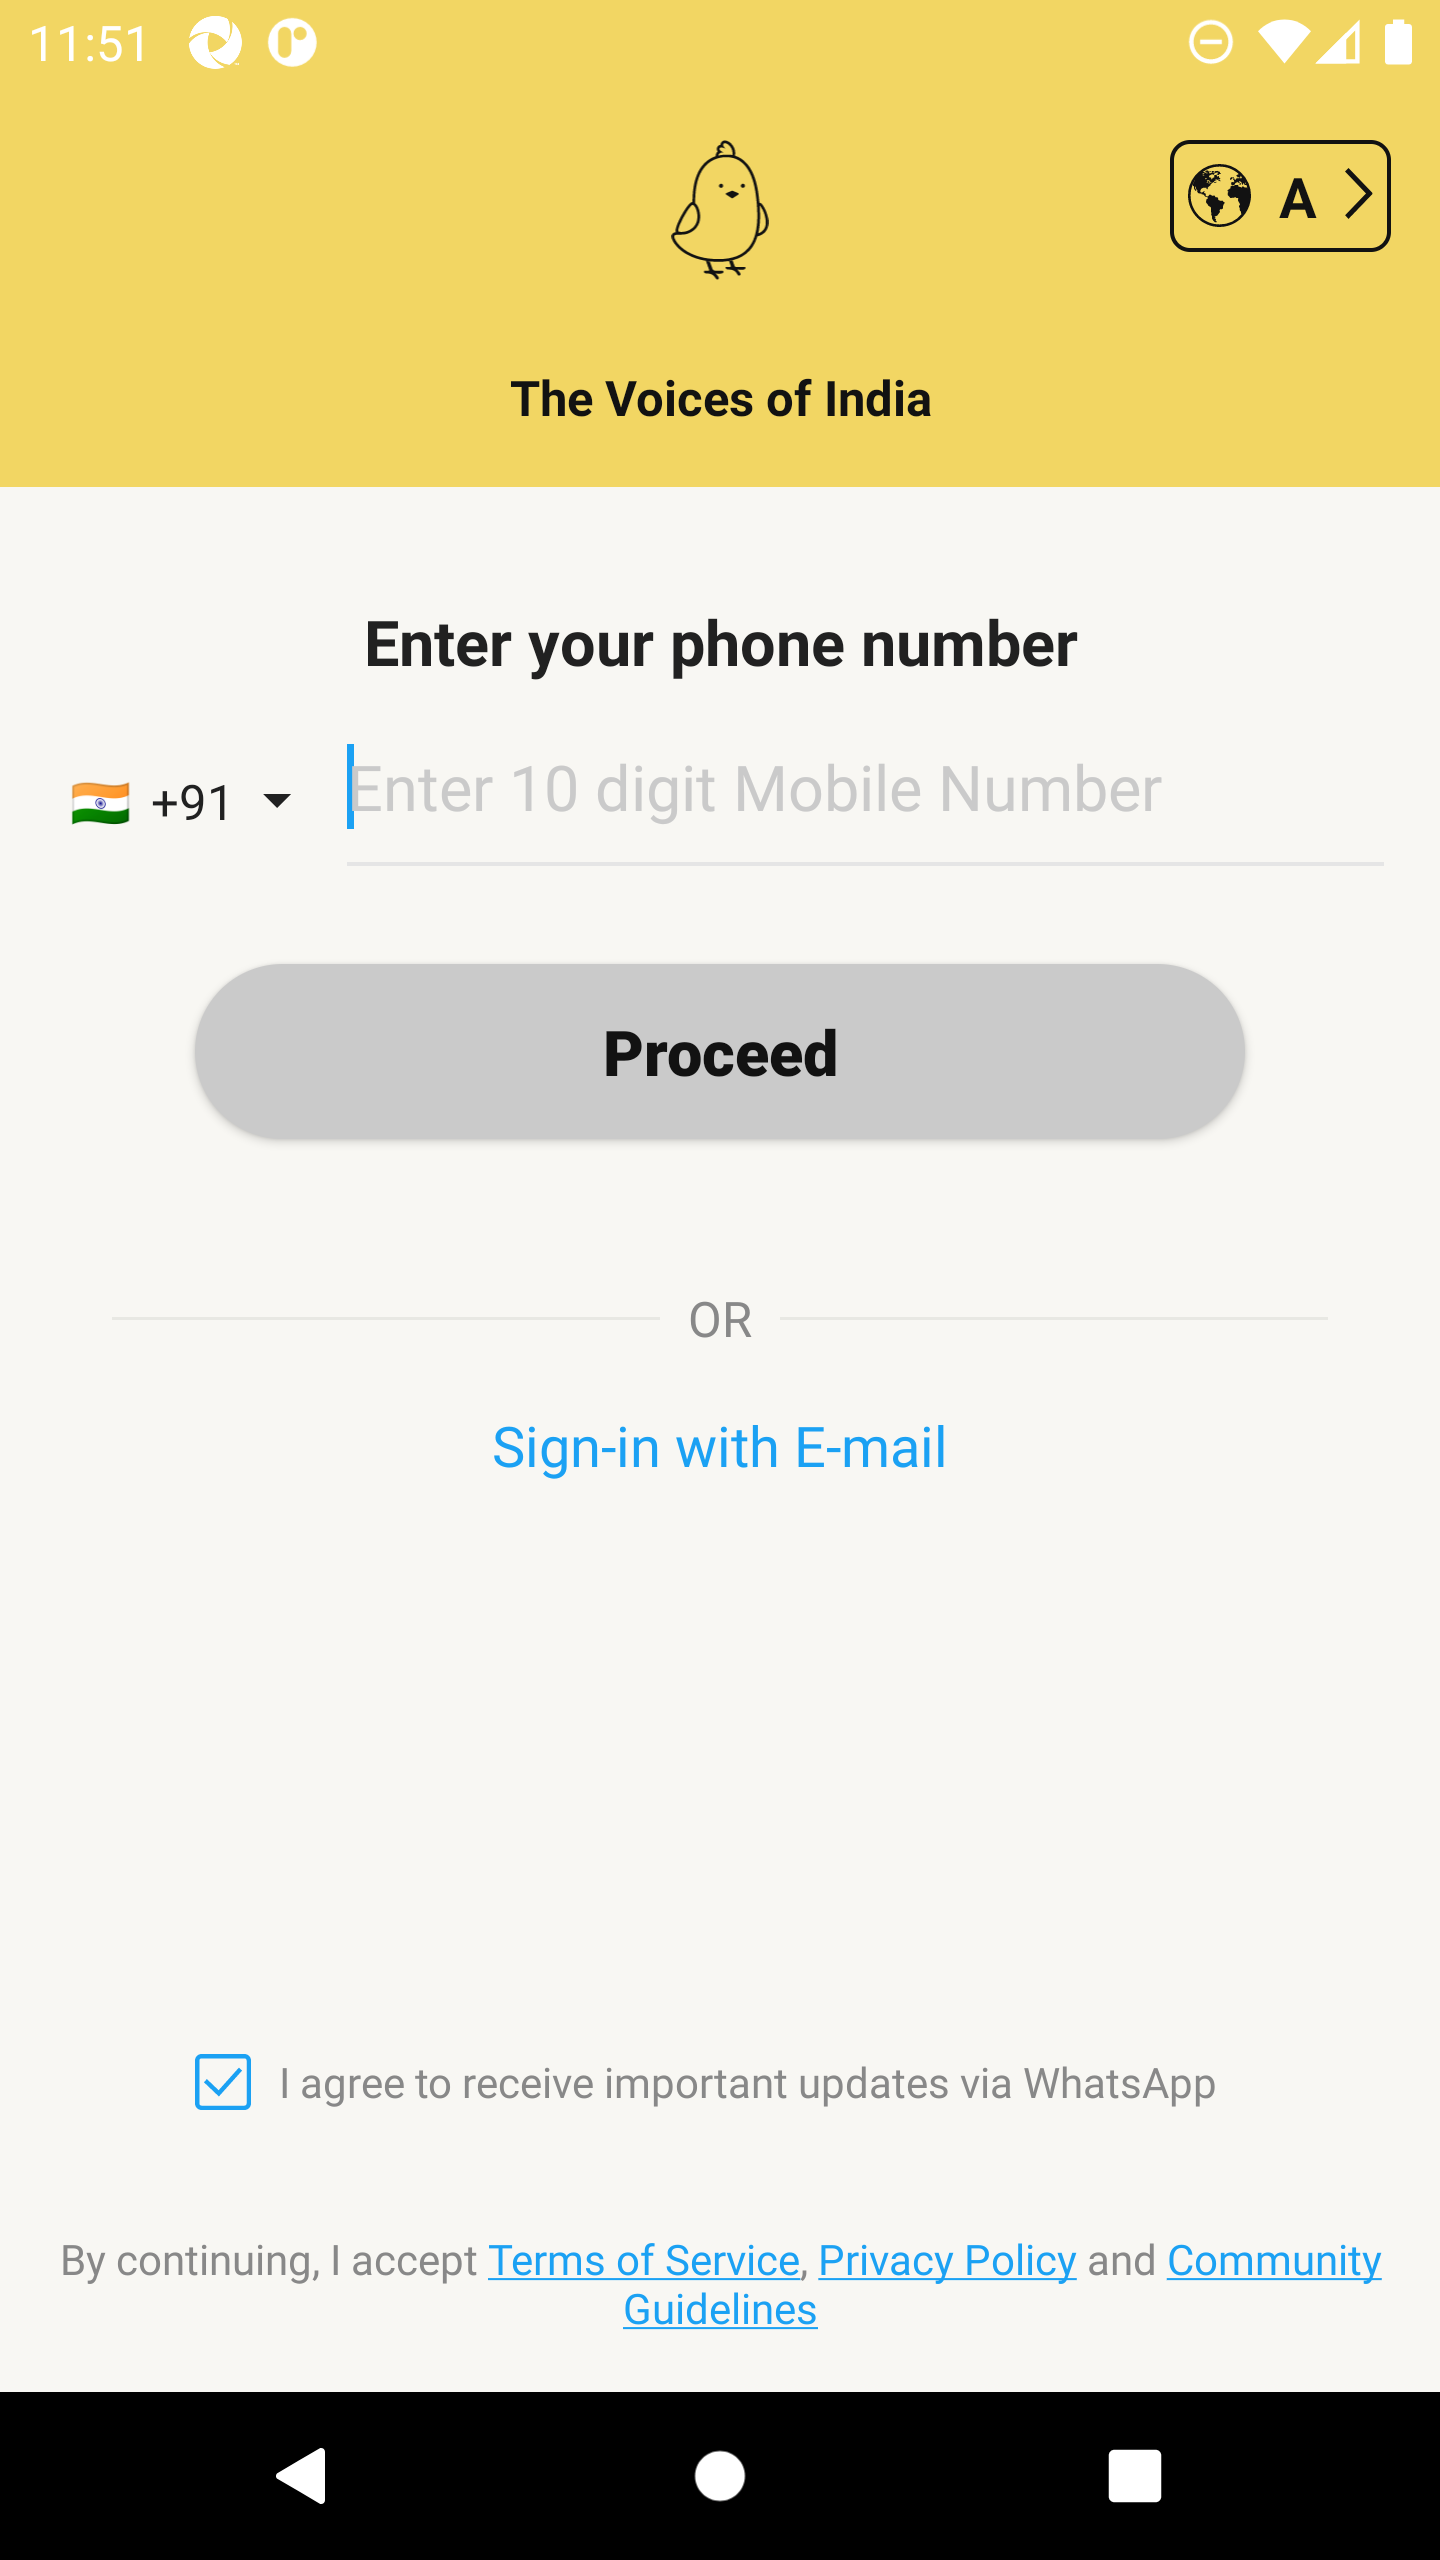 11:51
A
The Voices of India
Enter your phone number
+91
Enter 10 digit Mobile Number
Proceed
OR
Sign-in with E-mail
I agree to receive important updates via WhatsApp
By continuing, I accept Terms of Service, Privacy Policy and Community
Guidelines